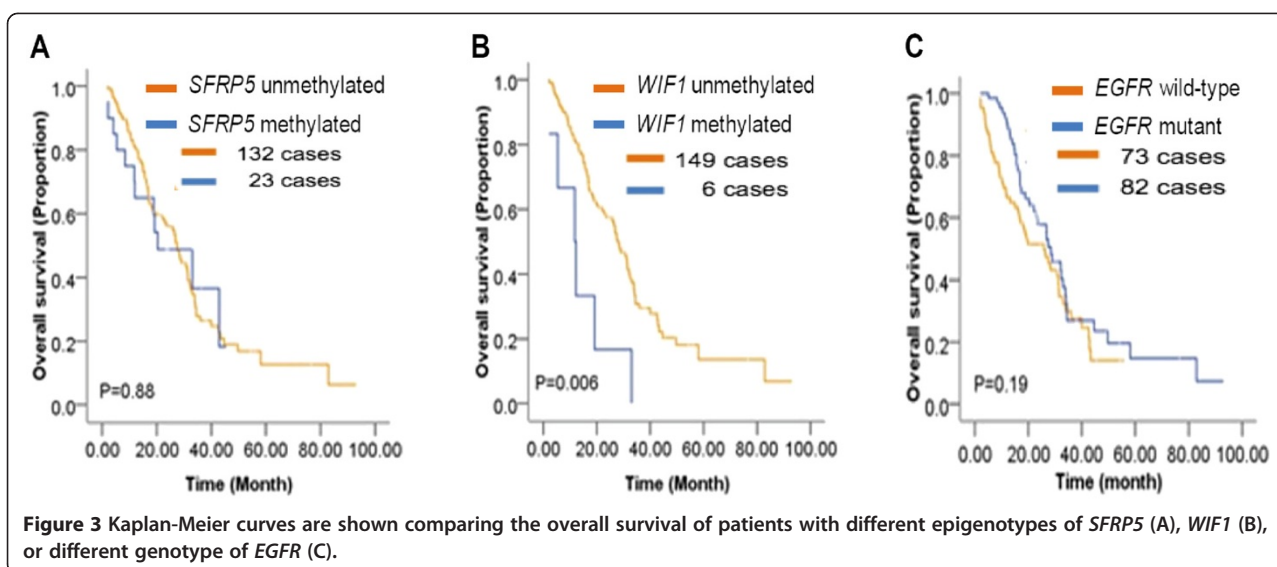 A
SFRP5 unmethylated
SFRP5 methylated
132 cases
23 cases
Overall survival (Proportion)
1.0
0.8
0.6
0.4
0.2
0.0
P=0.88
0.00 20.00 40.00 60.00 80.00 100.00
Time (Month)
B
WIF1 unmethylated
WIF1 methylated
149 cases
6 cases
Overall survival (Proportion)
1.0
0.8
0.6
0.4
0.2
0.0
P=0.006
0.00 20.00 40.00 60.00 80.00 100.00
Time (Month)
C
EGFR wild-type
EGFR mutant
73 cases
82 cases
Overall survival (Proportion)
1.0
0.8
0.6
0.4
0.2
0.0
P=0.19
0.00 20.00 40.00 60.00 80.00 100.00
Time (month)
Figure 3 Kaplan-Meier curves are shown comparing the overall survival of patients with different epigenotypes of SFRP5 (A), WIF1 (B),
or different genotype of EGFR (C).